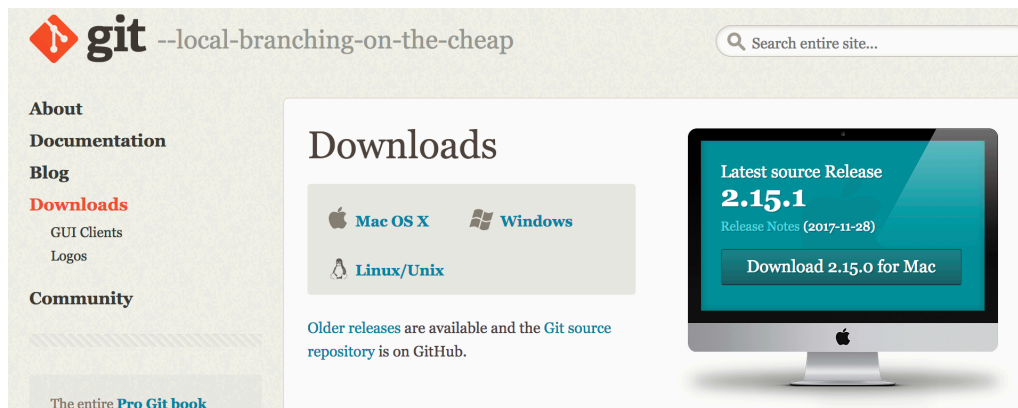 git --local-branching-on-the-cheap
Search entire site...
About
Documentation
Blog
Downloads
GUI Clients
Logos
Community
The entire Pro Git book
Downloads
Mac OS X
Windows
Linux/Unix
Older releases are available and the Git source
repository is on GitHub.
Latest source Release
2.15.1
Release Notes (2017-11-28)
Download 2.15.0 for Mac